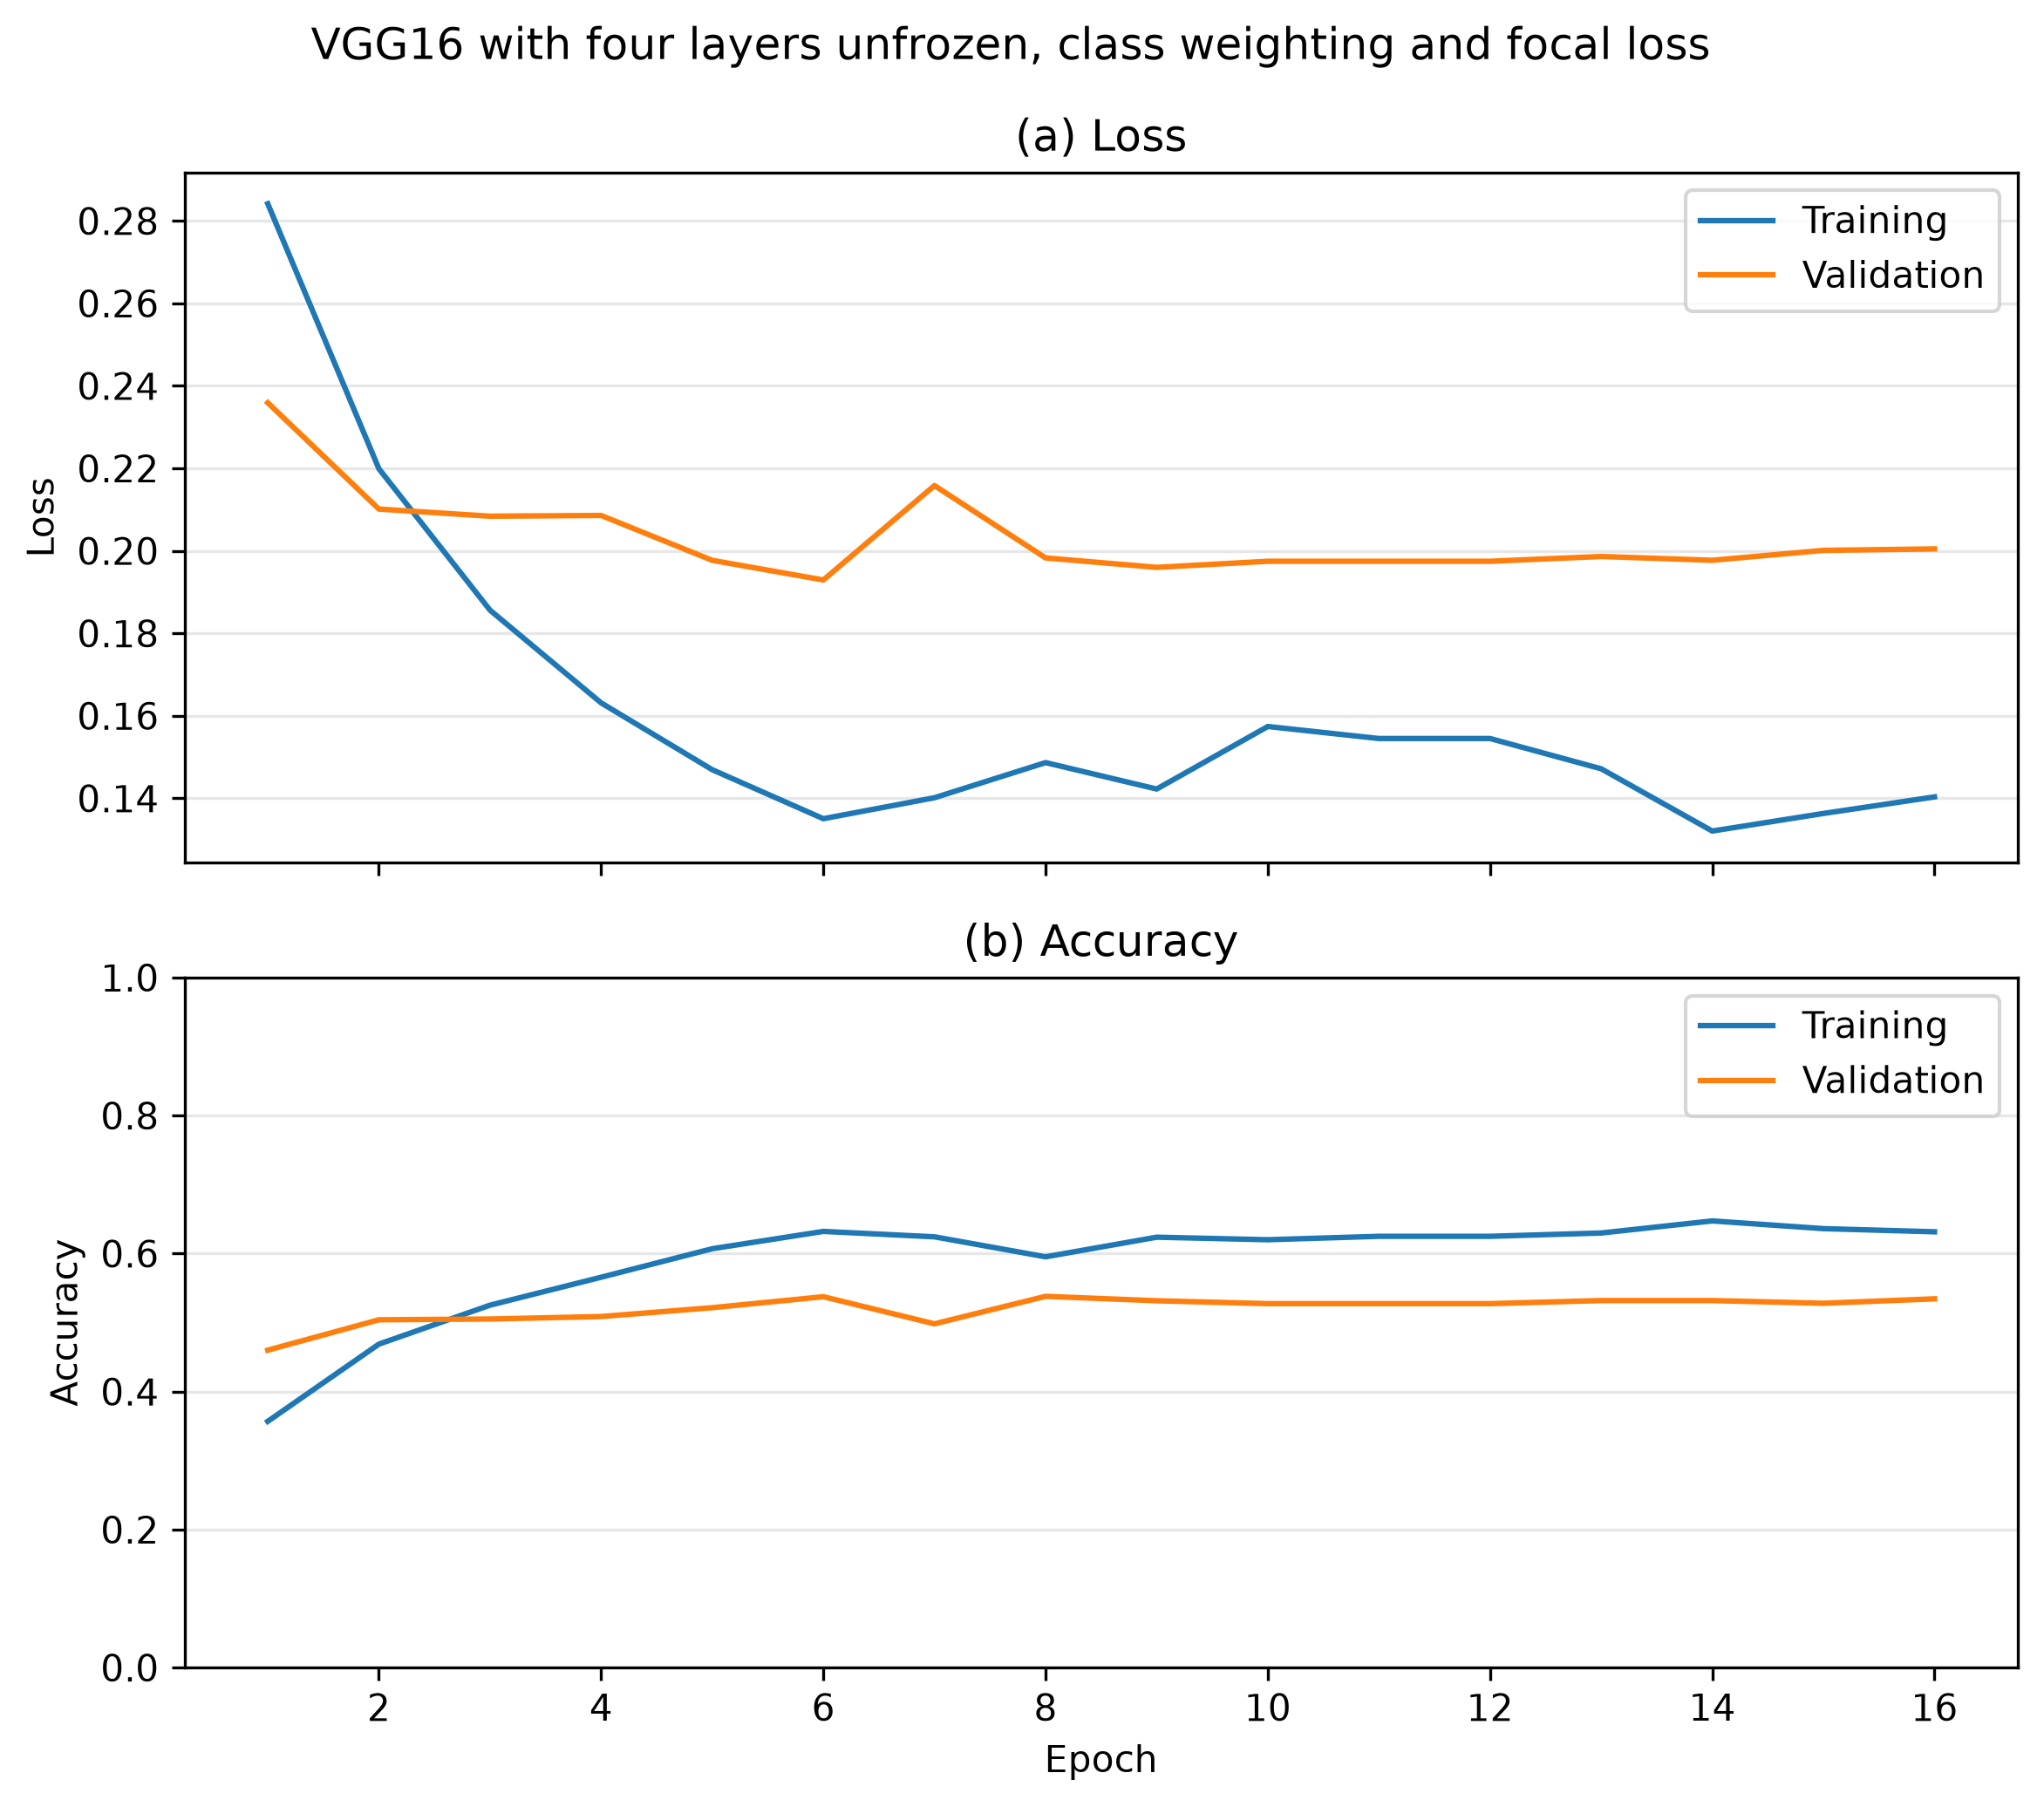 VGG16 with four layers unfrozen, class weighting and focal loss
(a) Loss
0.28
0.26
0.24
0.22
0.20
0.18
0.16
0.14
Loss
Training
Validation
(b) Accuracy
1.0
0.8
0.6
0.4
0.2
0.0
Accuracy
Training
Validation
2 4 6 8 10 12 14 16
Epoch